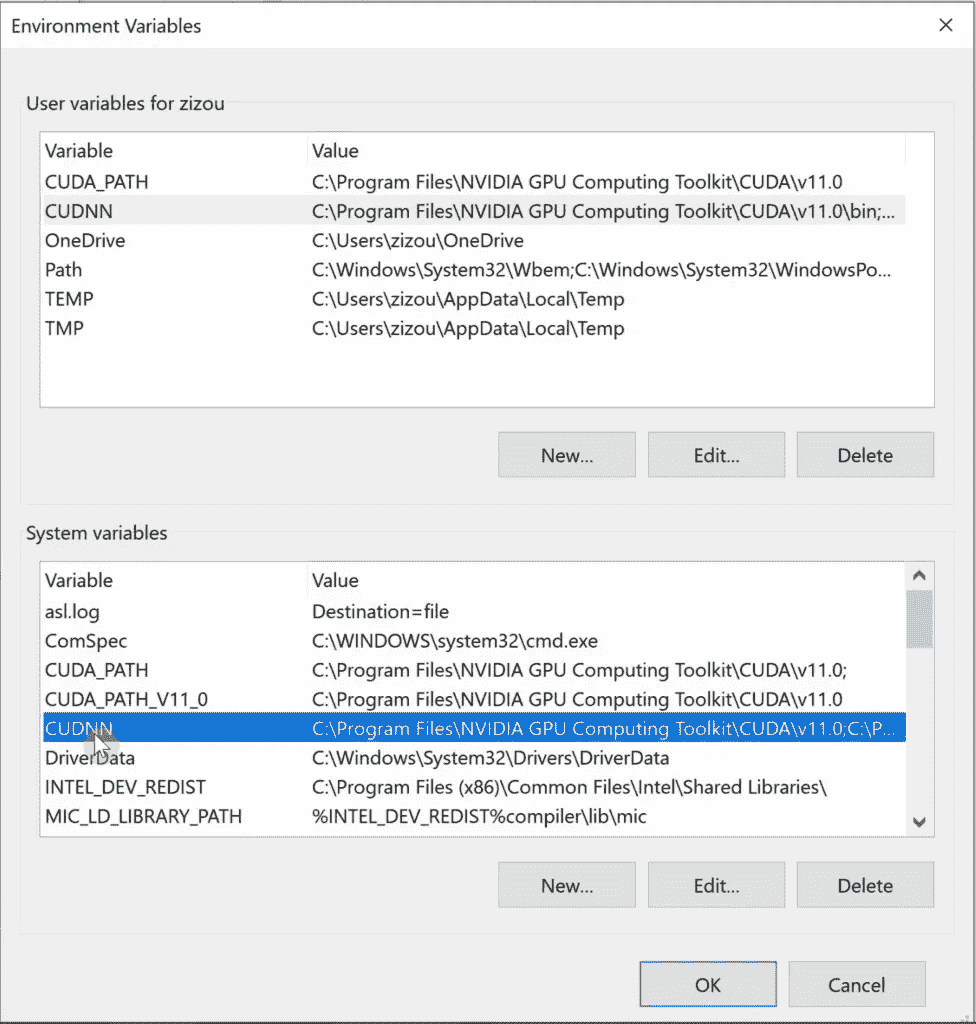 Environment Variables
User variables for zizou
Variable Value
CUDA_PATH C:\Program Files\NVIDIA GPU Computing Toolkit\CUDA\v11.0
CUDNN C:\Program Files\NVIDIA GPU Computing Toolkit\CUDA\v11.0\bin;...
OneDrive C:\Users\zizou\OneDrive
Path C:\Windows\System32\Wbem;C:\Windows\System32\WindowsPo...
TEMP C:\Users\zizou\AppData\Local\Temp
TMP C:\Users\zizou\AppData\Local\Temp
New... Edit... Delete
System variables
Variable Value
asl.log Destination=file
ComSpec C:\WINDOWS\system32\cmd.exe
CUDA_PATH C:\Program Files\NVIDIA GPU Computing Toolkit\CUDA\v11.0;
CUDA_PATH_V11_0 C:\Program Files\NVIDIA GPU Computing Toolkit\CUDA\v11.0
CUDNN C:\Program Files\NVIDIA GPU Computing Toolkit\CUDA\v11.0;C:\P...
DriverData C:\Windows\System32\Drivers\DriverData
INTEL_DEV_REDIST C:\Program Files (x86)\Common Files\Intel\Shared Libraries\
MIC_LD_LIBRARY_PATH %INTEL_DEV_REDIST%compiler\lib\mic
New... Edit... Delete
OK Cancel